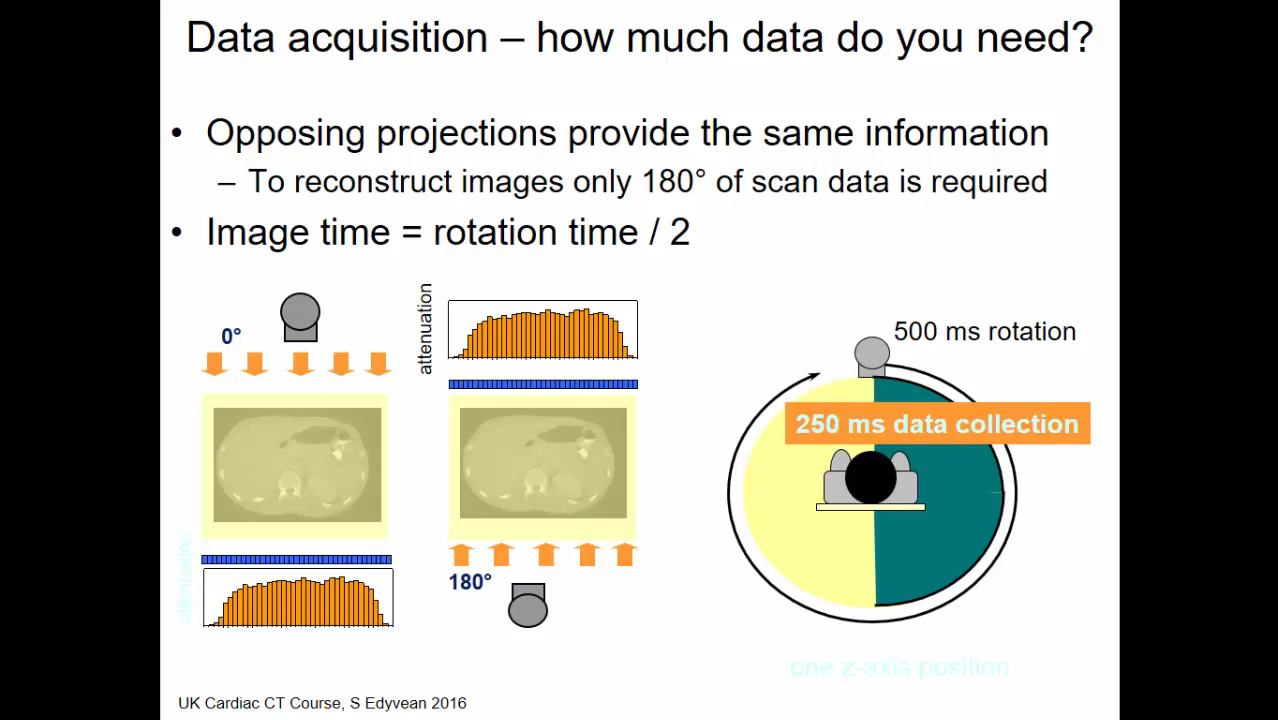 Data acquisition – how much data do you need?
• Opposing projections provide the same information
– To reconstruct images only 180° of scan data is required
• Image time = rotation time / 2
attenuation
0°
500 ms rotation
250 ms data collection
attenuation
180°
one z-axis position
UK Cardiac CT Course, S Edyvean 2016